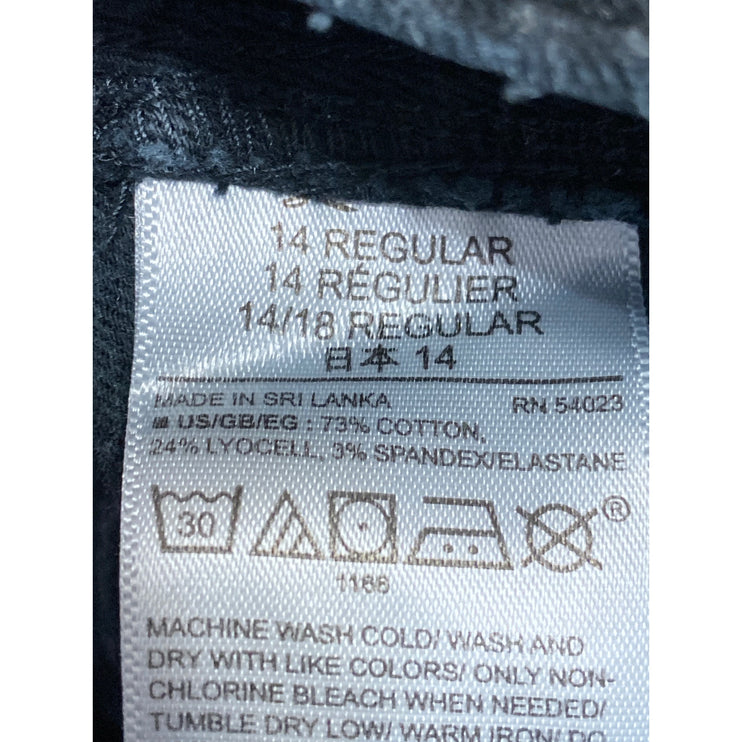 14 REGULAR
14 RÉGULIER
14/18 REGULAR
日本 14
MADE IN SRI LANKA RN 54023
US/GB/EG : 73% COTTON,
24% LYOCELL, 3% SPANDEX/ELASTANE
30 ®
1166
MACHINE WASH COLD/ WASH AND
DRY WITH LIKE COLORS/ ONLY NON-
CHLORINE BLEACH WHEN NEEDED/
TUMBLE DRY LOW/ WARM IRON/ DO